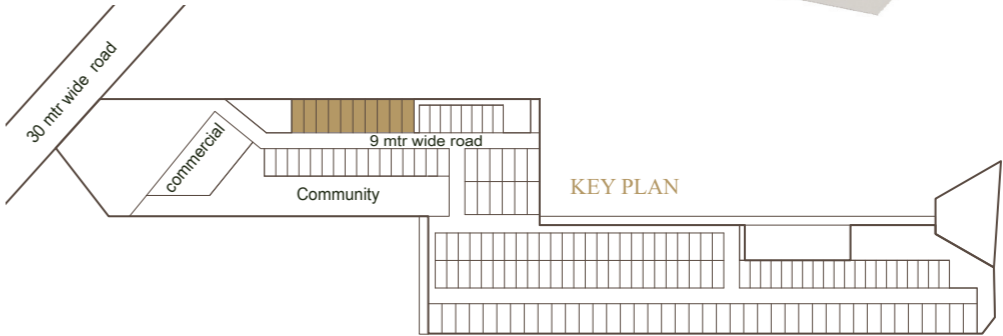 30 mtr wide road
commercial
9 mtr wide road
Community
KEY PLAN